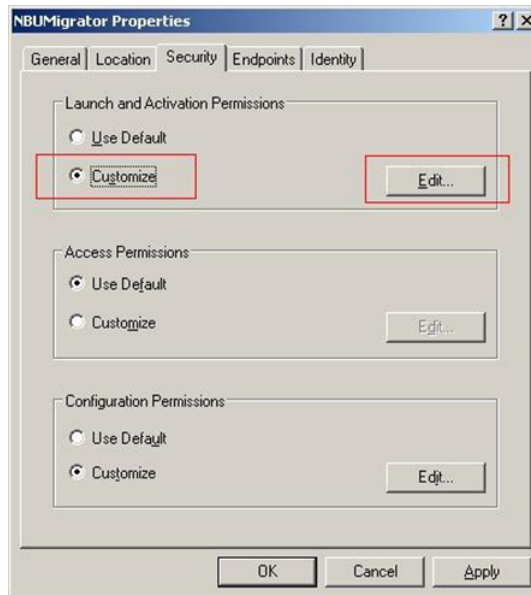 NBUMigrator Properties
General Location Security Endpoints Identity
Launch and Activation Permissions
Use Default
Customize
Edit...
Access Permissions
Use Default
Customize
Edit...
Configuration Permissions
Use Default
Customize
Edit...
OK Cancel Apply